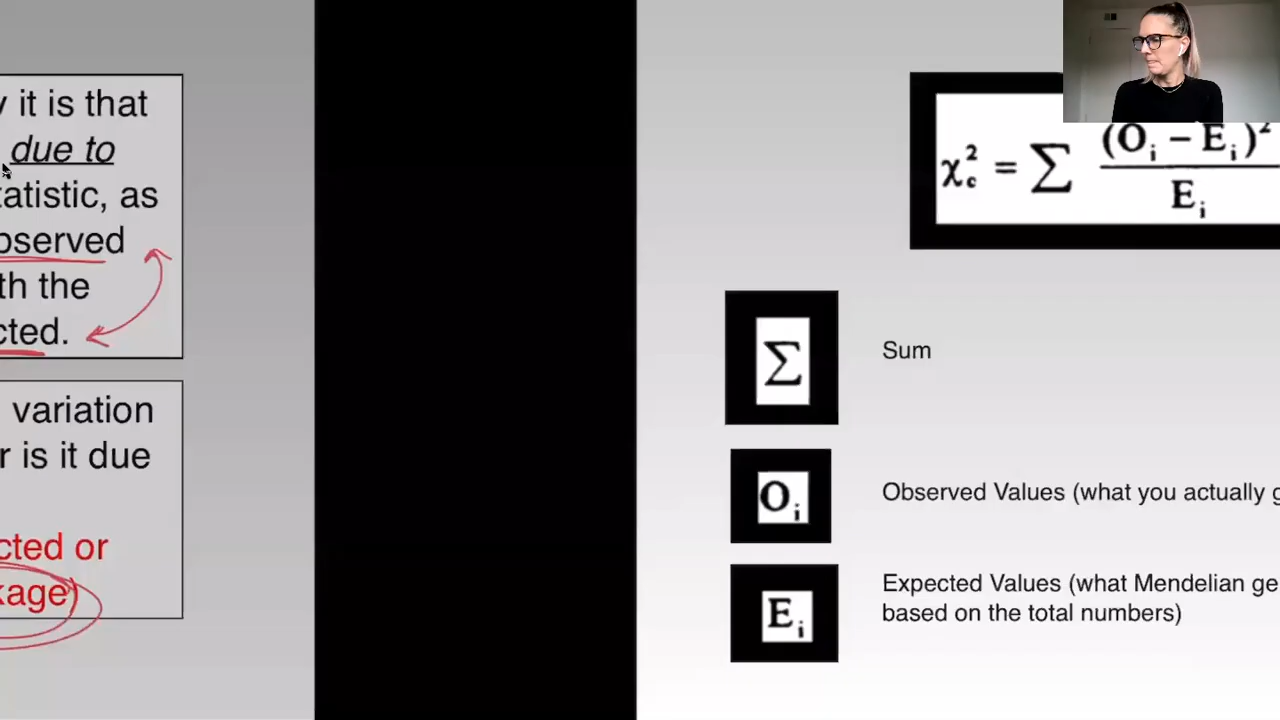 it is that
due to
tatistic, as
bserved
th the
cted.
variation
r is it due
cted or
kage)
χ²c = Σ (Oi – Ei)² / Ei
Σ
Sum
Oi
Observed Values (what you actually g
Ei
Expected Values (what Mendelian ge
based on the total numbers)